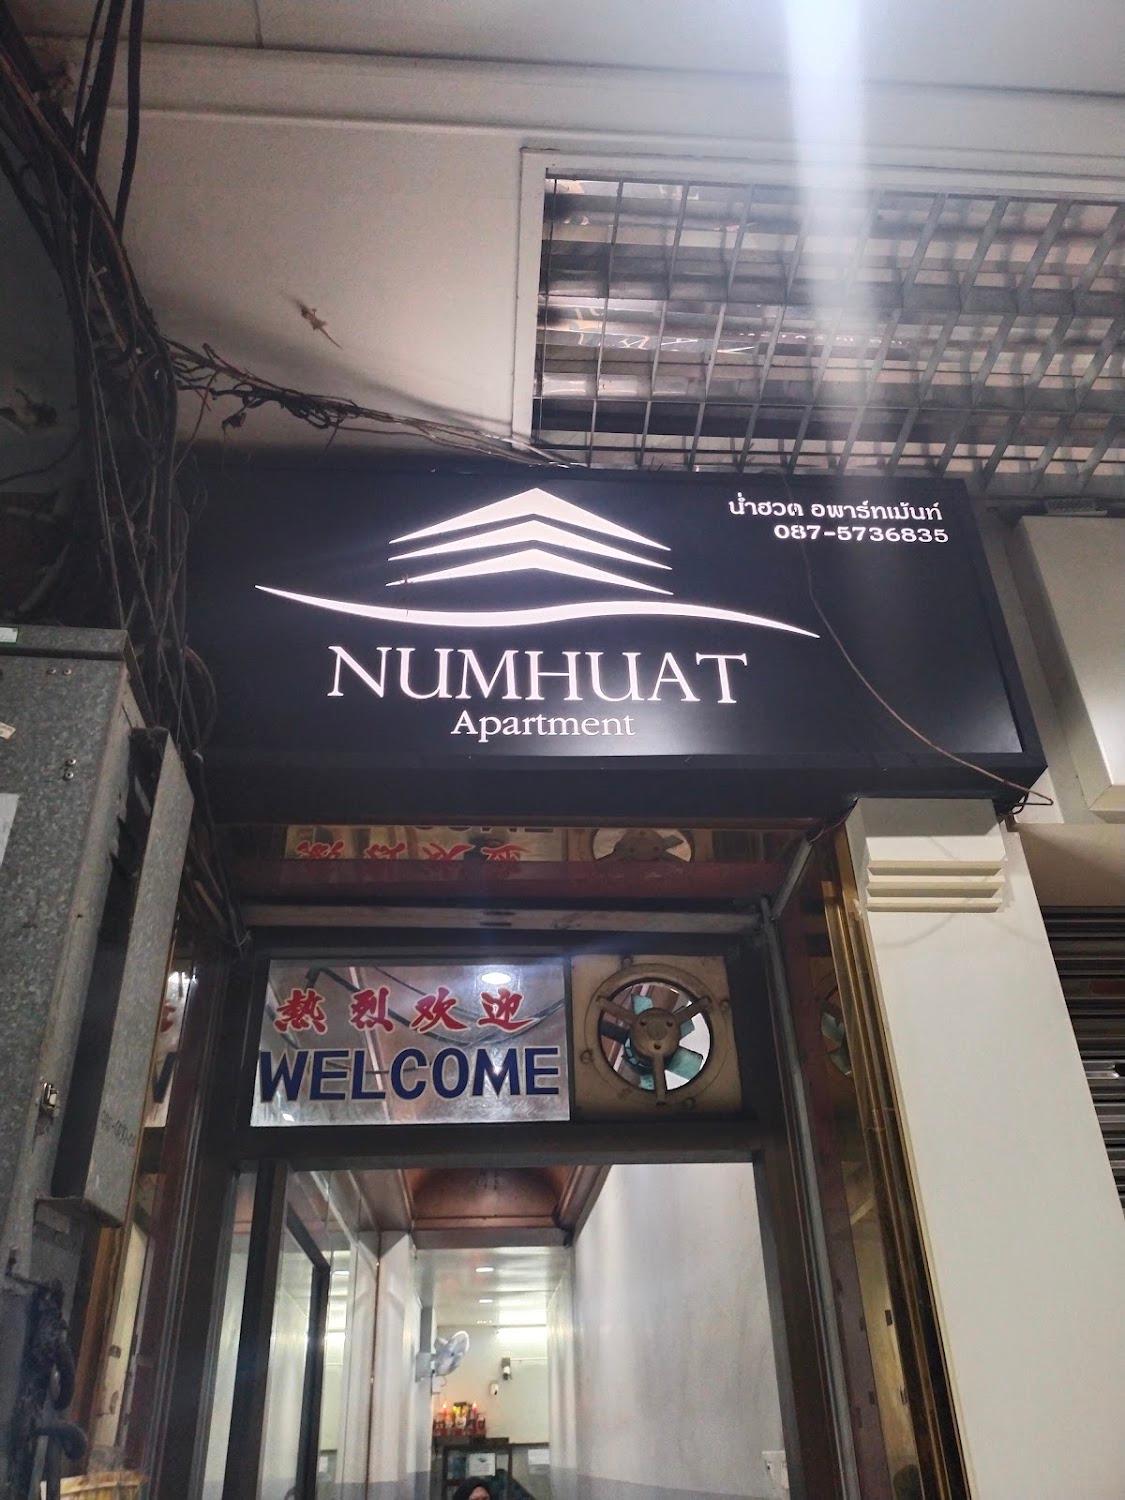 น่ำฮวด อพาร์ทเม้นท์
087-5736835
NUMHUAT
Apartment
熱烈欢迎
WELCOME